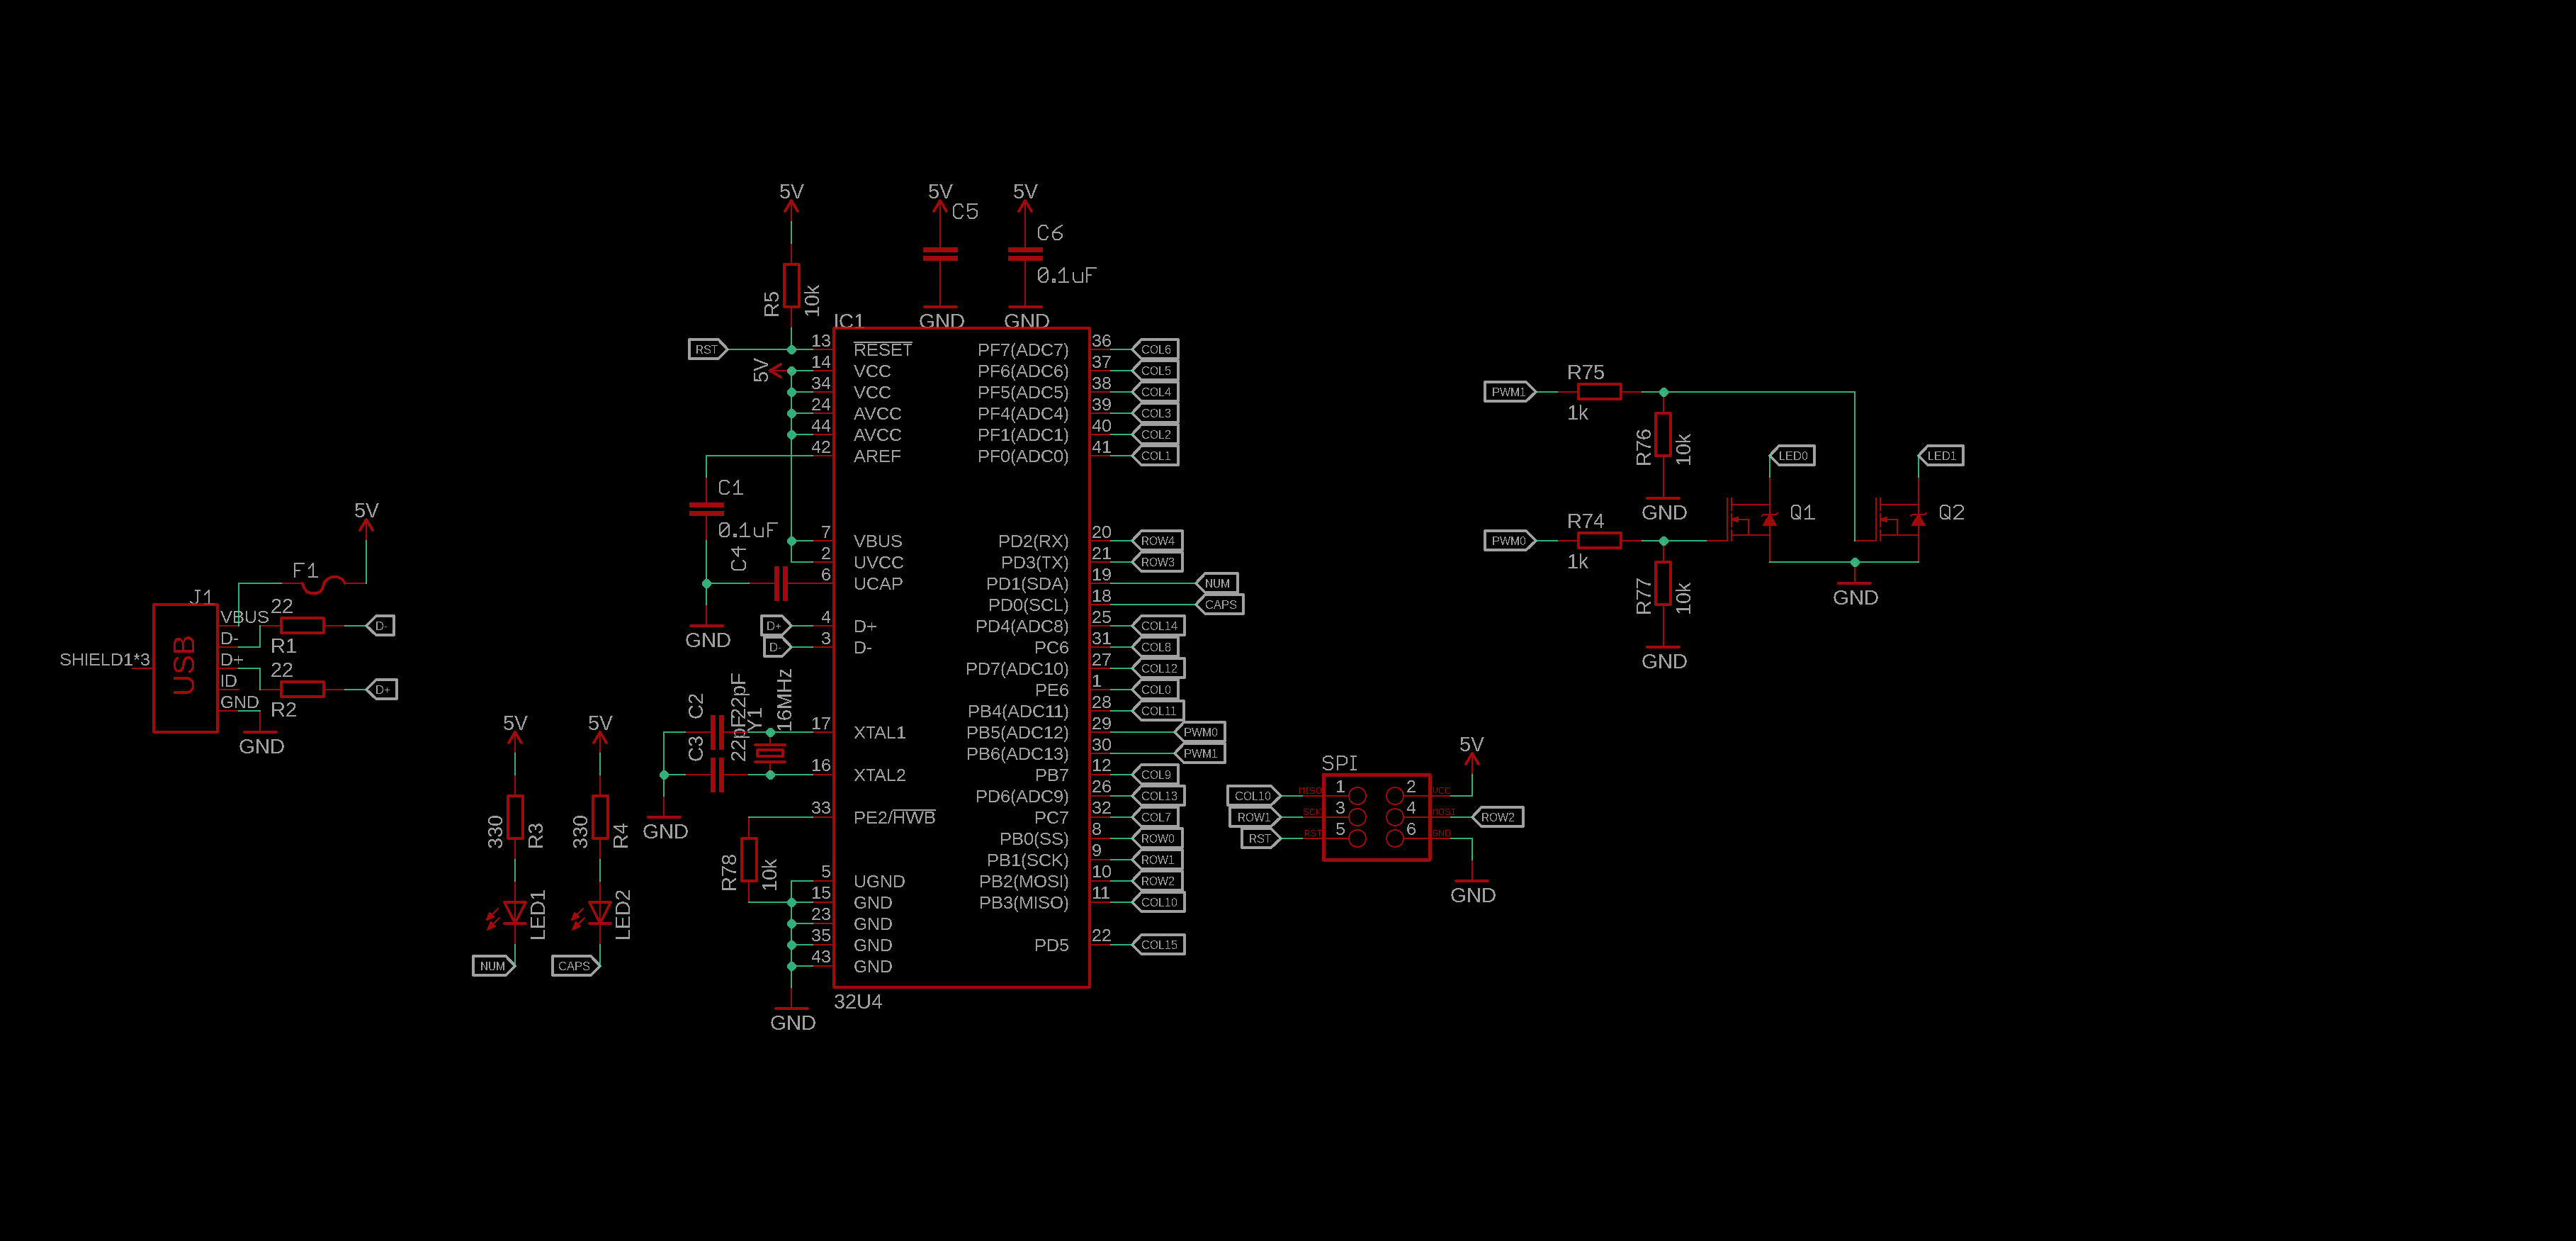 5V
R5
10k
RST
5V
C5
GND
5V
C6
0.1uF
GND
IC1
13 RESET
14 VCC
34 VCC
24 AVCC
44 AVCC
42 AREF
7 VBUS
2 UVCC
6 UCAP
4 D+
3 D-
17 XTAL1
16 XTAL2
33 PE2/HWB
5 UGND
15 GND
23 GND
35 GND
43 GND
32U4
GND
PF7(ADC7) 36 COL6
PF6(ADC6) 37 COL5
PF5(ADC5) 38 COL4
PF4(ADC4) 39 COL3
PF1(ADC1) 40 COL2
PF0(ADC0) 41 COL1
PD2(RX) 20 ROW4
PD3(TX) 21 ROW3
PD1(SDA) 19 NUM
PD0(SCL) 18 CAPS
PD4(ADC8) 25 COL14
PC6 31 COL8
PD7(ADC10) 27 COL12
PE6 1 COL0
PB4(ADC11) 28 COL11
PB5(ADC12) 29 PWM0
PB6(ADC13) 30 PWM1
PB7 12 COL9
PD6(ADC9) 26 COL13
PC7 32 COL7
PB0(SS) 8 ROW0
PB1(SCK) 9 ROW1
PB2(MOSI) 10 ROW2
PB3(MISO) 11 COL10
PD5 22 COL15
5V
C1
0.1uF
C4
GND
D+
D-
C2
22pF
C3
22pF
Y1
16MHz
GND
R78
10k
5V
F1
J1
USB
SHIELD1*3
VBUS
D-
D+
ID
GND
22
R1
D-
22
R2
D+
GND
5V
330
R3
LED1
NUM
5V
330
R4
LED2
CAPS
SPI
5V
COL10 MISO 1 2 VCC
ROW1 SCK 3 4 MOSI ROW2
RST RST 5 6 GND
GND
PWM1
R75
1k
R76
10k
GND
PWM0
R74
1k
R77
10k
GND
LED0
Q1
LED1
Q2
GND